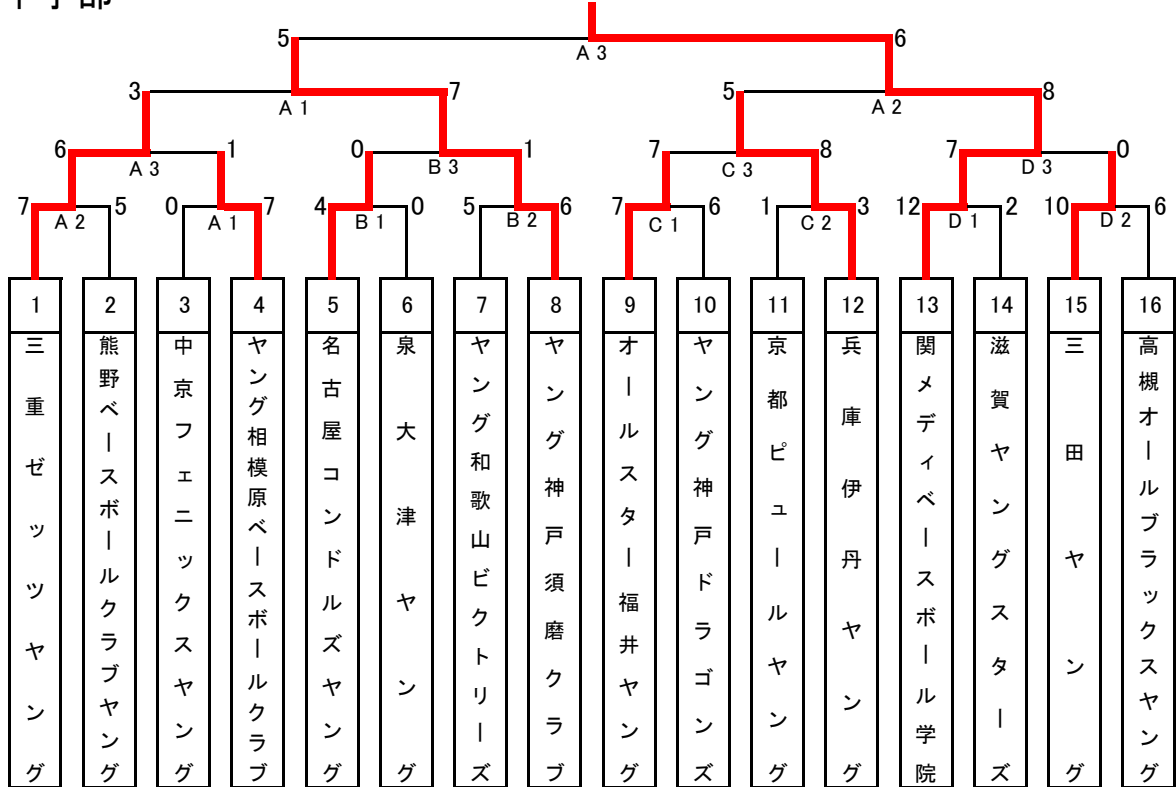 5 6
A 3
3 7 5 8
A 1 A 2
6 1 0 1 7 8 7 0
A 3 B 3 C 3 D 3
7 5 0 7 4 0 5 6 7 6 1 3 12 2 10 6
A 2 A 1 B 1 B 2 C 1 C 2 D 1 D 2
1 2 3 4 5 6 7 8 9 10 11 12 13 14 15 16
三重ゼッツヤング
熊野ベースボールクラブヤング
中京フェニックスヤング
ヤング相模原ベースボールクラブ
名古屋コンドルズヤング
泉大津ヤング
ヤング和歌山ビクトリーズ
ヤング神戸須磨クラブ
オールスター福井ヤング
ヤング神戸ドラゴンズ
京都ピュールヤング
兵庫伊丹ヤング
関メディベースボール学院
滋賀ヤングスターズ
三田ヤング
高槻オールブラックスヤング